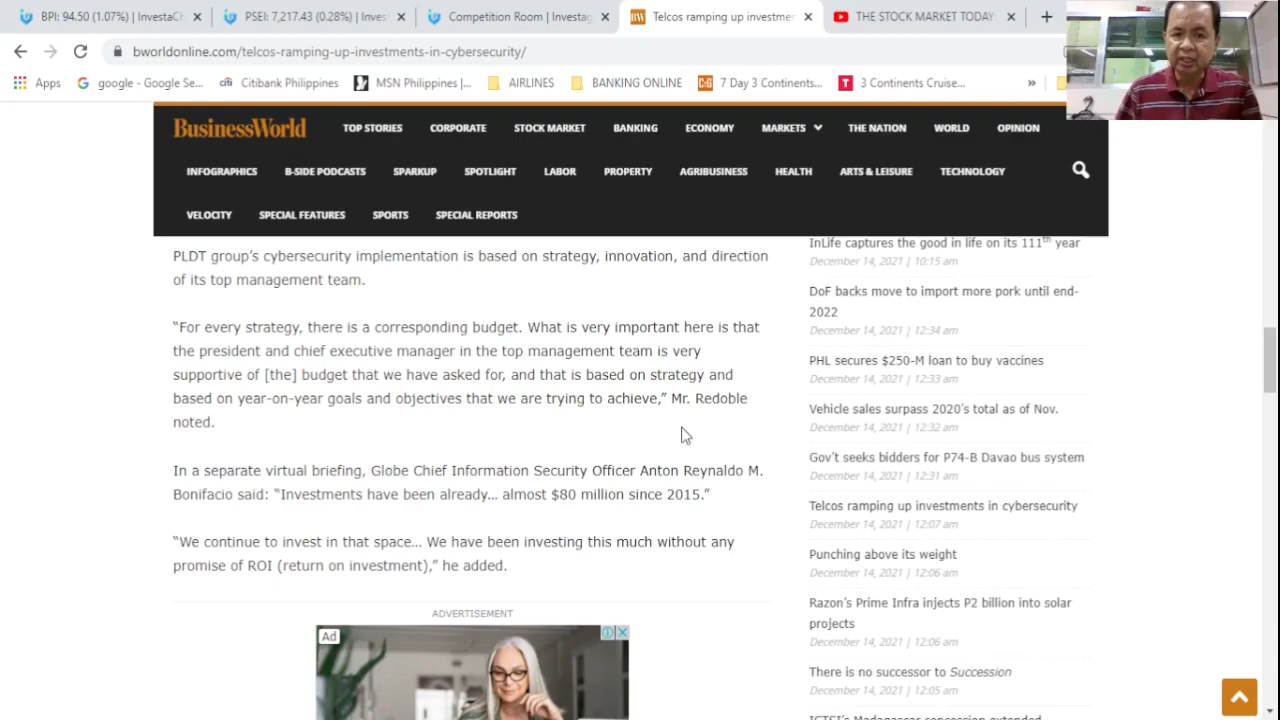 BPI: 94.50 (1.07%) | InvestaC
PSEI: 7,217.43 (0.28%) | Inves
Competition Room | Investag
BW Telcos ramping up investmen
THE STOCK MARKET TODAY:
bworldonline.com/telcos-ramping-up-investments-in-cybersecurity/
Apps
google - Google Se...
citi Citibank Philippines
MSN Philippines |...
AIRLINES
BANKING ONLINE
7 Day 3 Continents...
T 3 Continents Cruise...
»
BusinessWorld
TOP STORIES CORPORATE STOCK MARKET BANKING ECONOMY MARKETS THE NATION WORLD OPINION
INFOGRAPHICS B-SIDE PODCASTS SPARKUP SPOTLIGHT LABOR PROPERTY AGRIBUSINESS HEALTH ARTS & LEISURE TECHNOLOGY
VELOCITY SPECIAL FEATURES SPORTS SPECIAL REPORTS
PLDT group's cybersecurity implementation is based on strategy, innovation, and direction
of its top management team.
“For every strategy, there is a corresponding budget. What is very important here is that
the president and chief executive manager in the top management team is very
supportive of [the] budget that we have asked for, and that is based on strategy and
based on year-on-year goals and objectives that we are trying to achieve,” Mr. Redoble
noted.
In a separate virtual briefing, Globe Chief Information Security Officer Anton Reynaldo M.
Bonifacio said: “Investments have been already… almost $80 million since 2015.”
“We continue to invest in that space… We have been investing this much without any
promise of ROI (return on investment),” he added.
ADVERTISEMENT
Ad
InLife captures the good in life on its 111th year
December 14, 2021 | 10:15 am
DoF backs move to import more pork until end-
2022
December 14, 2021 | 12:34 am
PHL secures $250-M loan to buy vaccines
December 14, 2021 | 12:33 am
Vehicle sales surpass 2020's total as of Nov.
December 14, 2021 | 12:32 am
Gov't seeks bidders for P74-B Davao bus system
December 14, 2021 | 12:31 am
Telcos ramping up investments in cybersecurity
December 14, 2021 | 12:07 am
Punching above its weight
December 14, 2021 | 12:06 am
Razon's Prime Infra injects P2 billion into solar
projects
December 14, 2021 | 12:06 am
There is no successor to Succession
December 14, 2021 | 12:05 am
ICTSI's Madagascar concession extended